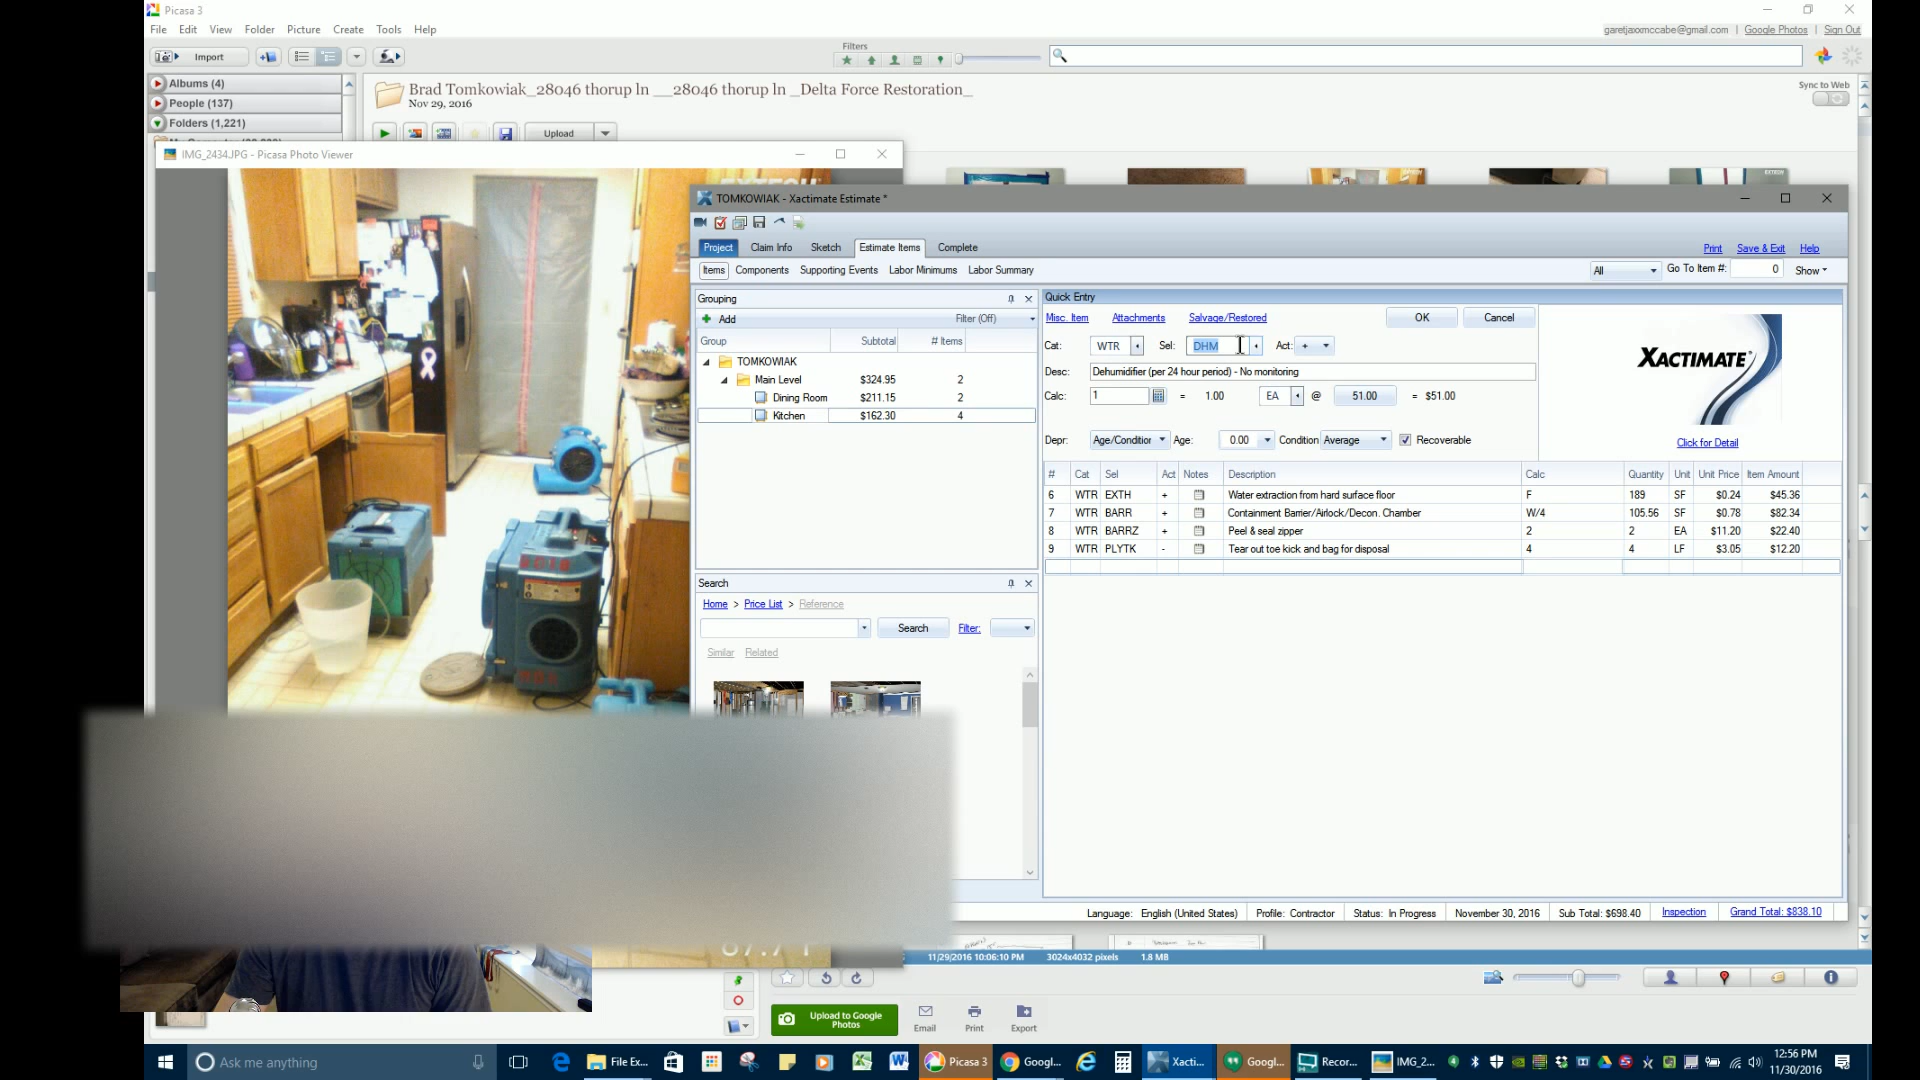 Picasa 3
File Edit View Folder Picture Create Tools Help
garetjaxomccabe@gmail.com | Google Photos | Sign Out
Import
Filters
Albums (4)
People (137)
Folders (1,221)
Brad Tomkowiak_28046 thorup ln __28046 thorup ln _Delta Force Restoration_
Nov 29, 2016
Sync to Web
Upload
IMG_2434.JPG - Picasa Photo Viewer
EXTECH
TOMKOWIAK - Xactimate Estimate *
Project Claim Info Sketch Estimate Items Complete
Print Save & Exit Help
Items Components Supporting Events Labor Minimums Labor Summary
All Go To Item #: 0 Show
Grouping
Add Filter (Off)
Group Subtotal # Items
TOMKOWIAK
Main Level $324.95 2
Dining Room $211.15 2
Kitchen $162.30 4
Quick Entry
Misc. Item Attachments Salvage/Restored OK Cancel
Cat: WTR Sel: DHM Act: +
Desc: Dehumidifier (per 24 hour period) - No monitoring
Calc: 1 = 1.00 EA @ 51.00 = $51.00
Depr: Age/Condition Age: 0.00 Condition Average Recoverable
XACTIMATE
Click for Detail
# Cat Sel Act Notes Description Calc Quantity Unit Unit Price Item Amount
6 WTR EXTH + Water extraction from hard surface floor F 189 SF $0.24 $45.36
7 WTR BARR + Containment Barrier/Airlock/Decon. Chamber W/4 105.56 SF $0.78 $82.34
8 WTR BARRZ + Peel & seal zipper 2 2 EA $11.20 $22.40
9 WTR PLYTK - Tear out toe kick and bag for disposal 4 4 LF $3.05 $12.20
Search
Home > Price List > Reference
Search Filter:
Similar Related
Language: English (United States) Profile: Contractor Status: In Progress November 30, 2016 Sub Total: $698.40 Inspection Grand Total: $838.10
11/29/2016 10:06:10 PM 3024x4032 pixels 1.8 MB
Upload to Google Photos
Email Print Export
Ask me anything
File Ex... Picasa 3 Googl... Xacti... Googl... Recor... IMG_2...
12:56 PM
11/30/2016